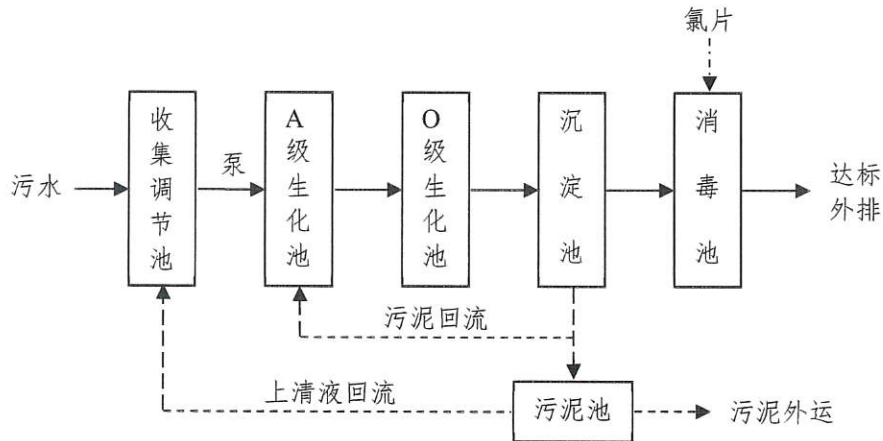 氯片
污水
收集调节池
泵
A级生化池
O级生化池
沉淀池
消毒池
达标
外排
污泥回流
上清液回流
污泥池
污泥外运